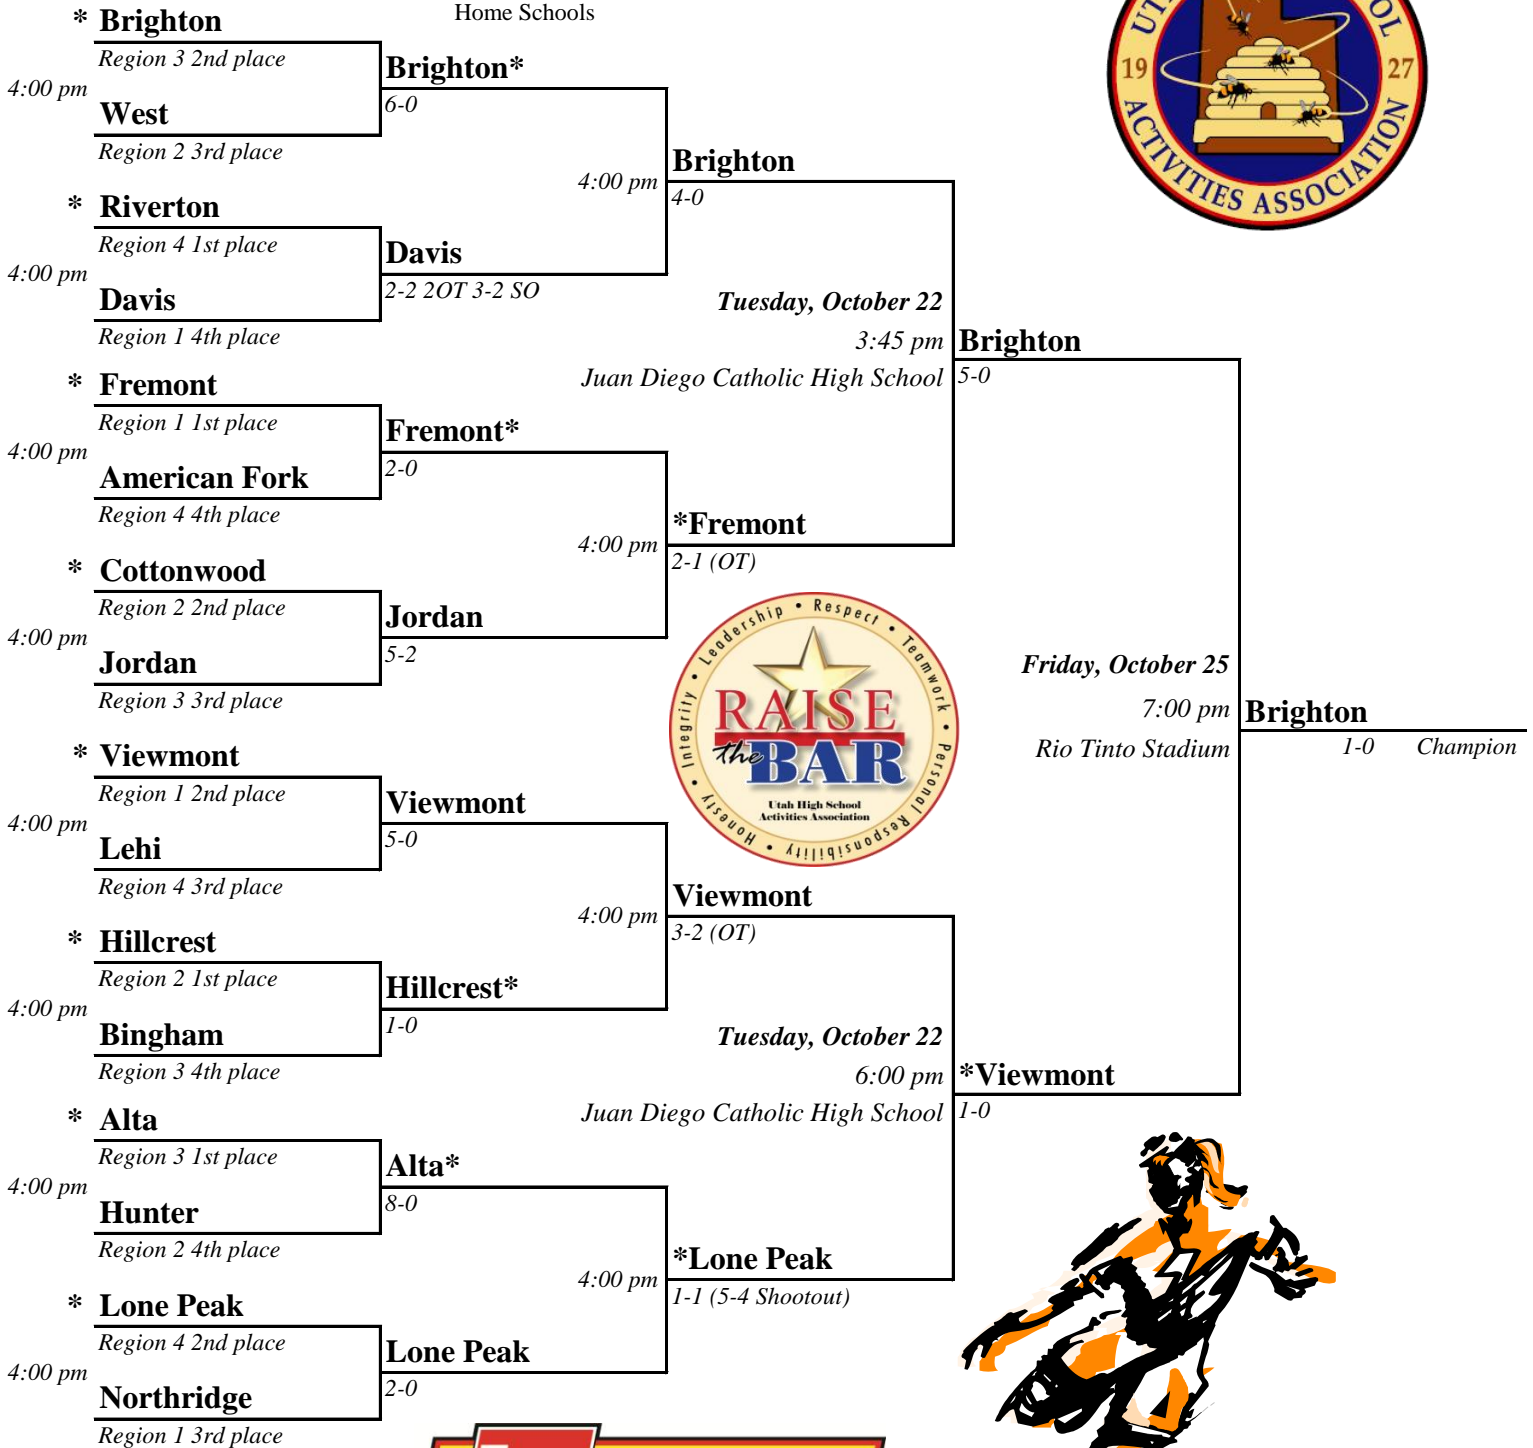 Home Schools
* Brighton
Region 3 2nd place
4:00 pm
West
Region 2 3rd place
* Riverton
Region 4 1st place
4:00 pm
Davis
Region 1 4th place
* Fremont
Region 1 1st place
4:00 pm
American Fork
Region 4 4th place
* Cottonwood
Region 2 2nd place
4:00 pm
Jordan
Region 3 3rd place
* Viewmont
Region 1 2nd place
4:00 pm
Lehi
Region 4 3rd place
* Hillcrest
Region 2 1st place
4:00 pm
Bingham
Region 3 4th place
* Alta
Region 3 1st place
4:00 pm
Hunter
Region 2 4th place
* Lone Peak
Region 4 2nd place
4:00 pm
Northridge
Region 1 3rd place
Brighton*
6-0
Davis
2-2 2OT 3-2 SO
Fremont*
2-0
Jordan
5-2
Viewmont
5-0
Hillcrest*
1-0
Alta*
8-0
Lone Peak
2-0
4:00 pm
Brighton
4-0
4:00 pm
*Fremont
2-1 (OT)
4:00 pm
Viewmont
3-2 (OT)
4:00 pm
*Lone Peak
1-1 (5-4 Shootout)
Tuesday, October 22
3:45 pm
Juan Diego Catholic High School
Brighton
5-0
Tuesday, October 22
6:00 pm
Juan Diego Catholic High School
*Viewmont
1-0
Friday, October 25
7:00 pm
Rio Tinto Stadium
Brighton
1-0 Champion
19 27
ACTIVITIES ASSOCIATION
Honesty • Integrity • Leadership • Respect • Teamwork • Personal Responsibility •
RAISE
the BAR
Utah High School
Activities Association